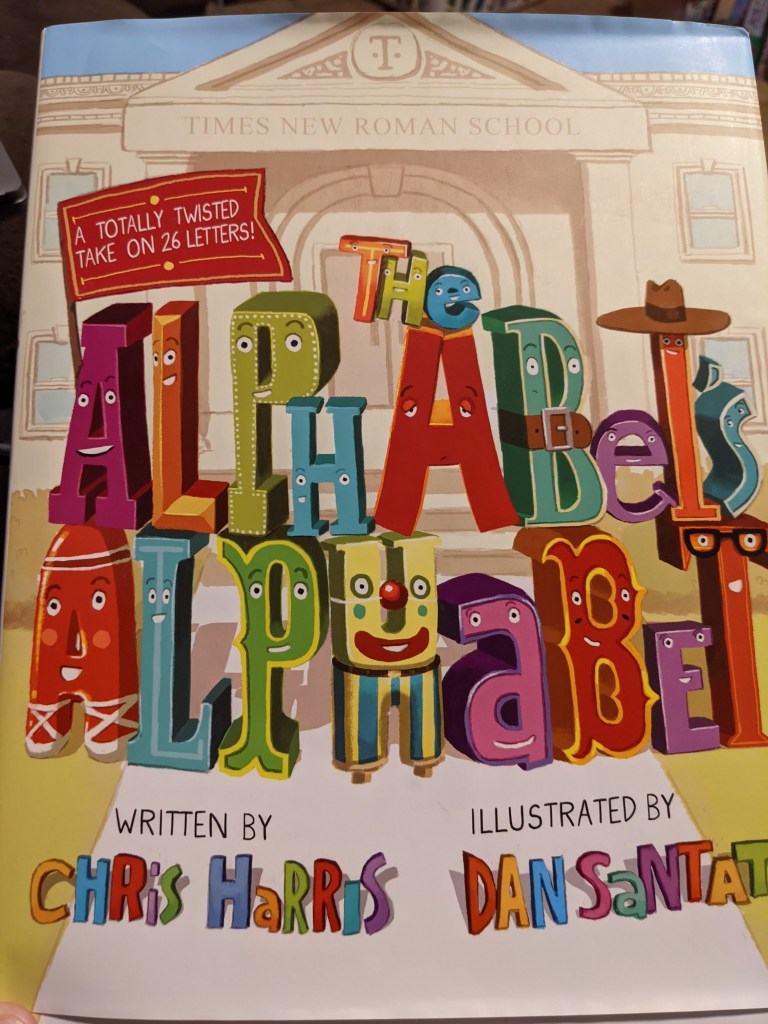 T
TIMES NEW ROMAN SCHOOL
A TOTALLY TWISTED
TAKE ON 26 LETTERS!
THe
ALPHABeT'S
ALPHaBET
WRITTEN BY
ILLUSTRATED BY
CHRiS HaRRiS
DAN SaNTAT